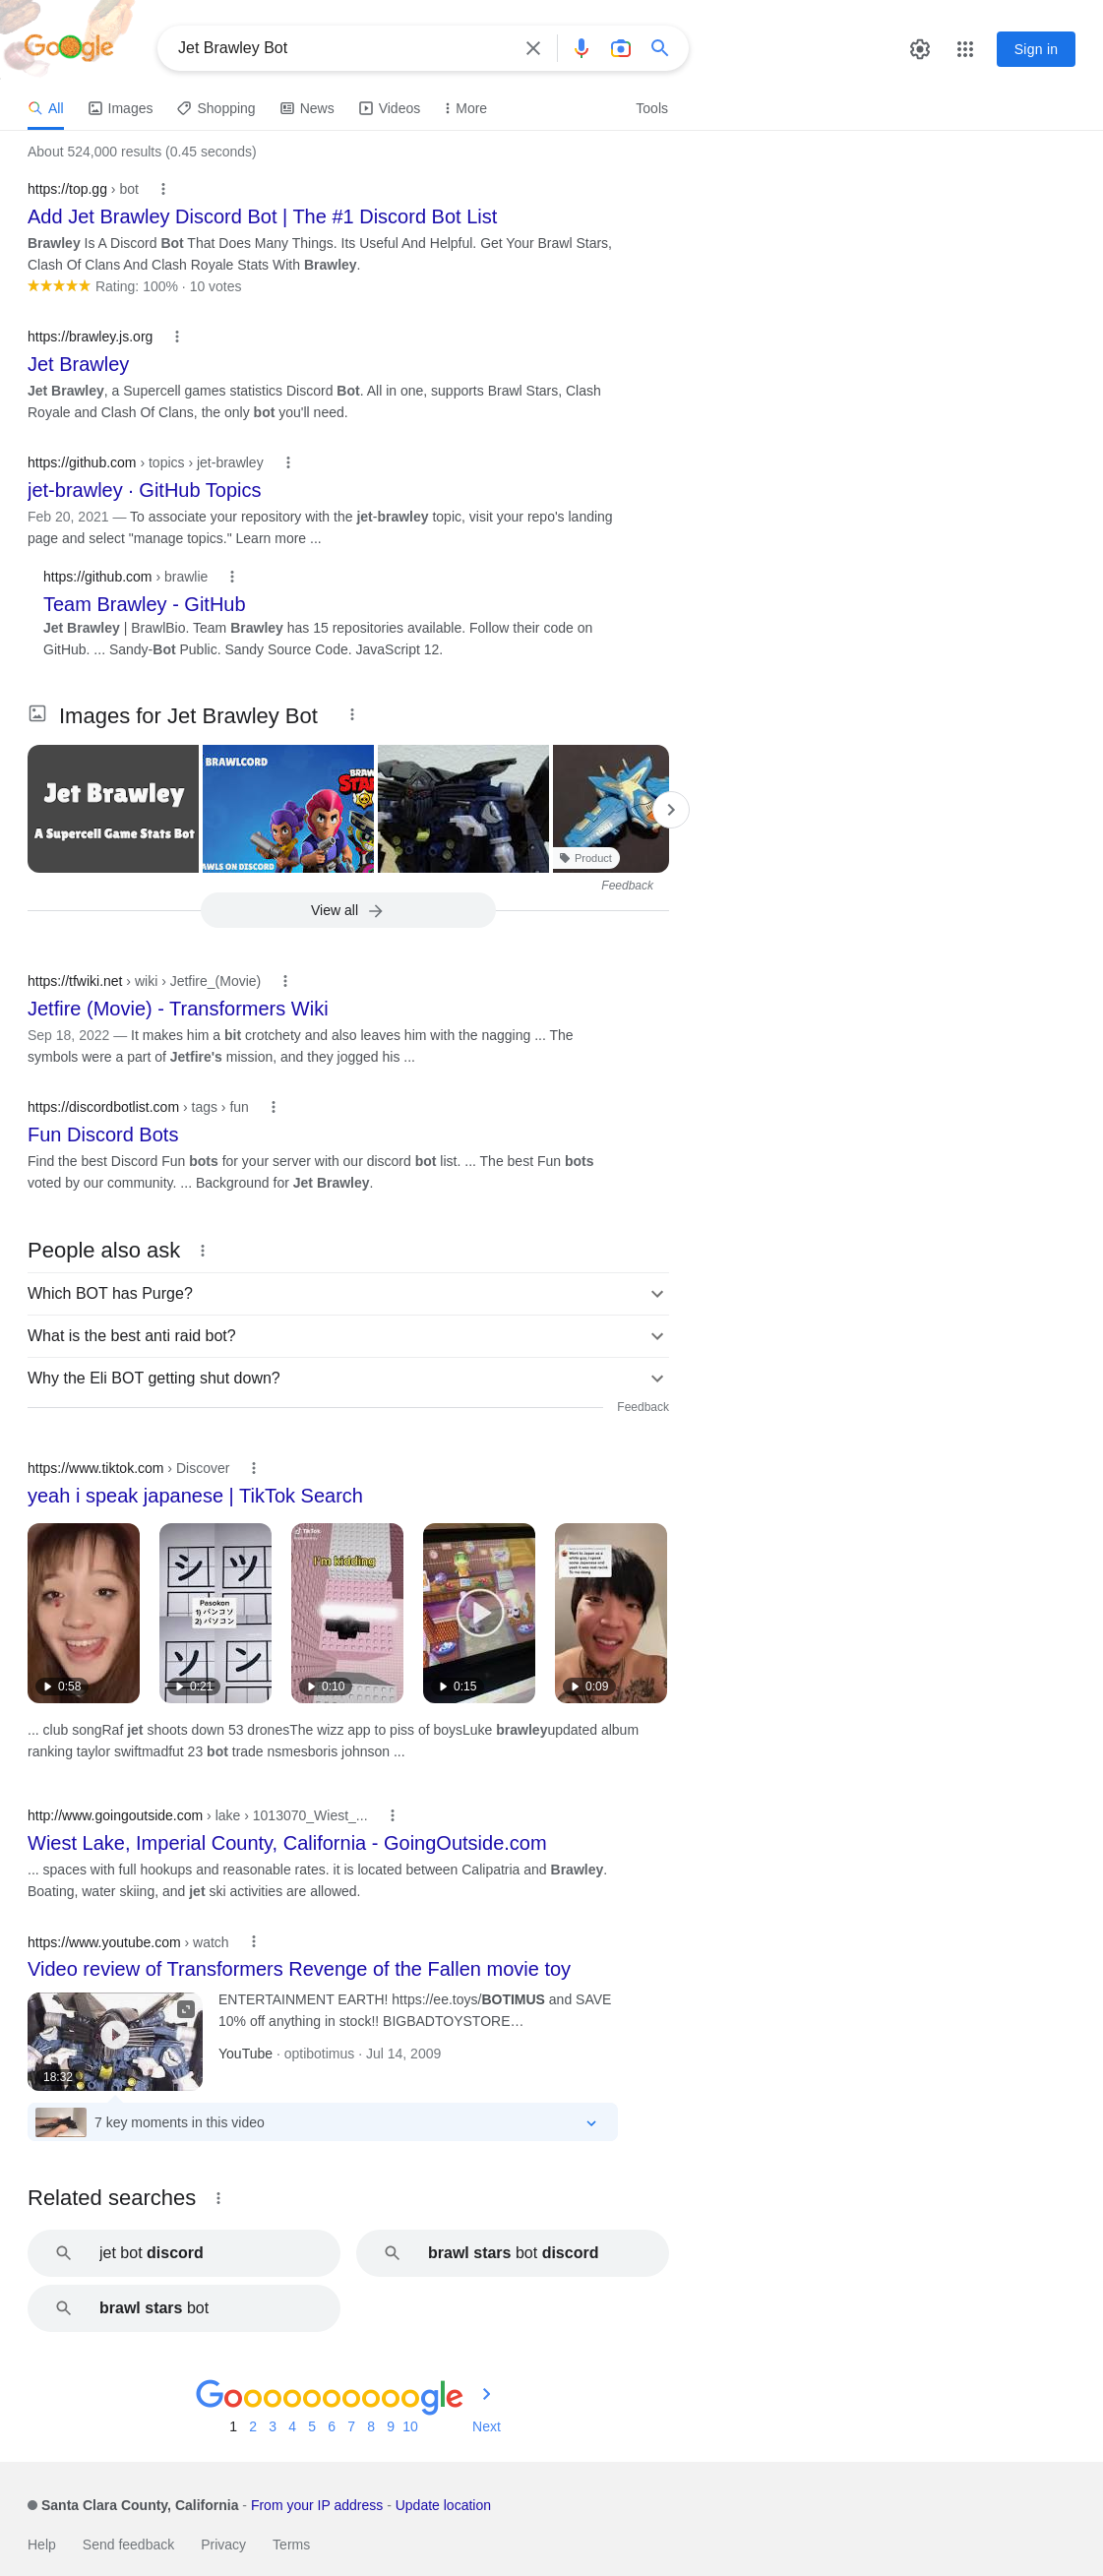 Google
Jet Brawley Bot
Sign in
All
Images
Shopping
News
Videos
More
Tools
About 524,000 results (0.45 seconds)
https://top.gg › bot
Add Jet Brawley Discord Bot | The #1 Discord Bot List
Brawley Is A Discord Bot That Does Many Things. Its Useful And Helpful. Get Your Brawl Stars,
Clash Of Clans And Clash Royale Stats With Brawley.
Rating: 100% · 10 votes
https://brawley.js.org
Jet Brawley
Jet Brawley, a Supercell games statistics Discord Bot. All in one, supports Brawl Stars, Clash
Royale and Clash Of Clans, the only bot you'll need.
https://github.com › topics › jet-brawley
jet-brawley · GitHub Topics
Feb 20, 2021 — To associate your repository with the jet-brawley topic, visit your repo's landing
page and select "manage topics." Learn more ...
https://github.com › brawlie
Team Brawley - GitHub
Jet Brawley | BrawlBio. Team Brawley has 15 repositories available. Follow their code on
GitHub. ... Sandy-Bot Public. Sandy Source Code. JavaScript 12.
Images for Jet Brawley Bot
Jet Brawley
A Supercell Game Stats Bot
BRAWLCORD
BRAW
STAR
AWLS ON DISCORD
Product
Feedback
View all
https://tfwiki.net › wiki › Jetfire_(Movie)
Jetfire (Movie) - Transformers Wiki
Sep 18, 2022 — It makes him a bit crotchety and also leaves him with the nagging ... The
symbols were a part of Jetfire's mission, and they jogged his ...
https://discordbotlist.com › tags › fun
Fun Discord Bots
Find the best Discord Fun bots for your server with our discord bot list. ... The best Fun bots
voted by our community. ... Background for Jet Brawley.
People also ask
Which BOT has Purge?
What is the best anti raid bot?
Why the Eli BOT getting shut down?
Feedback
https://www.tiktok.com › Discover
yeah i speak japanese | TikTok Search
シ ツ
Pasokon
1) パンコソ
2) パソコン
ソ ン
TikTok
I'm kidding
0:58
0:21
0:10
0:15
0:09
... club songRaf jet shoots down 53 dronesThe wizz app to piss of boysLuke brawleyupdated album
ranking taylor swiftmadfut 23 bot trade nsmesboris johnson ...
http://www.goingoutside.com › lake › 1013070_Wiest_...
Wiest Lake, Imperial County, California - GoingOutside.com
... spaces with full hookups and reasonable rates. it is located between Calipatria and Brawley.
Boating, water skiing, and jet ski activities are allowed.
https://www.youtube.com › watch
Video review of Transformers Revenge of the Fallen movie toy
ENTERTAINMENT EARTH! https://ee.toys/BOTIMUS and SAVE
10% off anything in stock!! BIGBADTOYSTORE…
YouTube · optibotimus · Jul 14, 2009
18:32
7 key moments in this video
Related searches
jet bot discord
brawl stars bot discord
brawl stars bot
Goooooooooogle
1 2 3 4 5 6 7 8 9 10 Next
Santa Clara County, California - From your IP address - Update location
Help Send feedback Privacy Terms